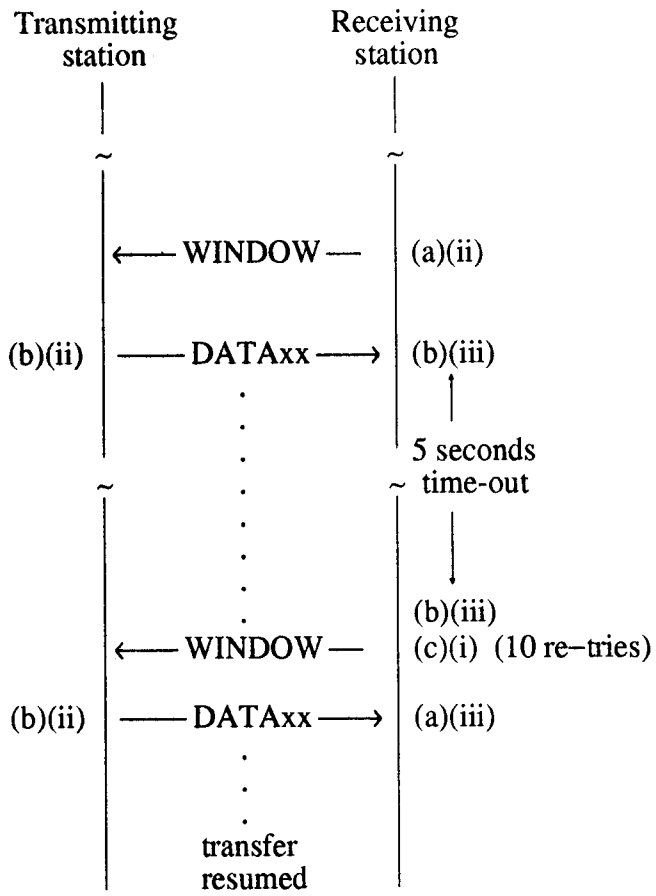 Transmitting station
Receiving station
~ ~
WINDOW (a)(ii)
(b)(ii) DATAxx (b)(iii)
5 seconds
~ ~ time-out
(b)(iii)
WINDOW (c)(i) (10 re-tries)
(b)(ii) DATAxx (a)(iii)
transfer
resumed